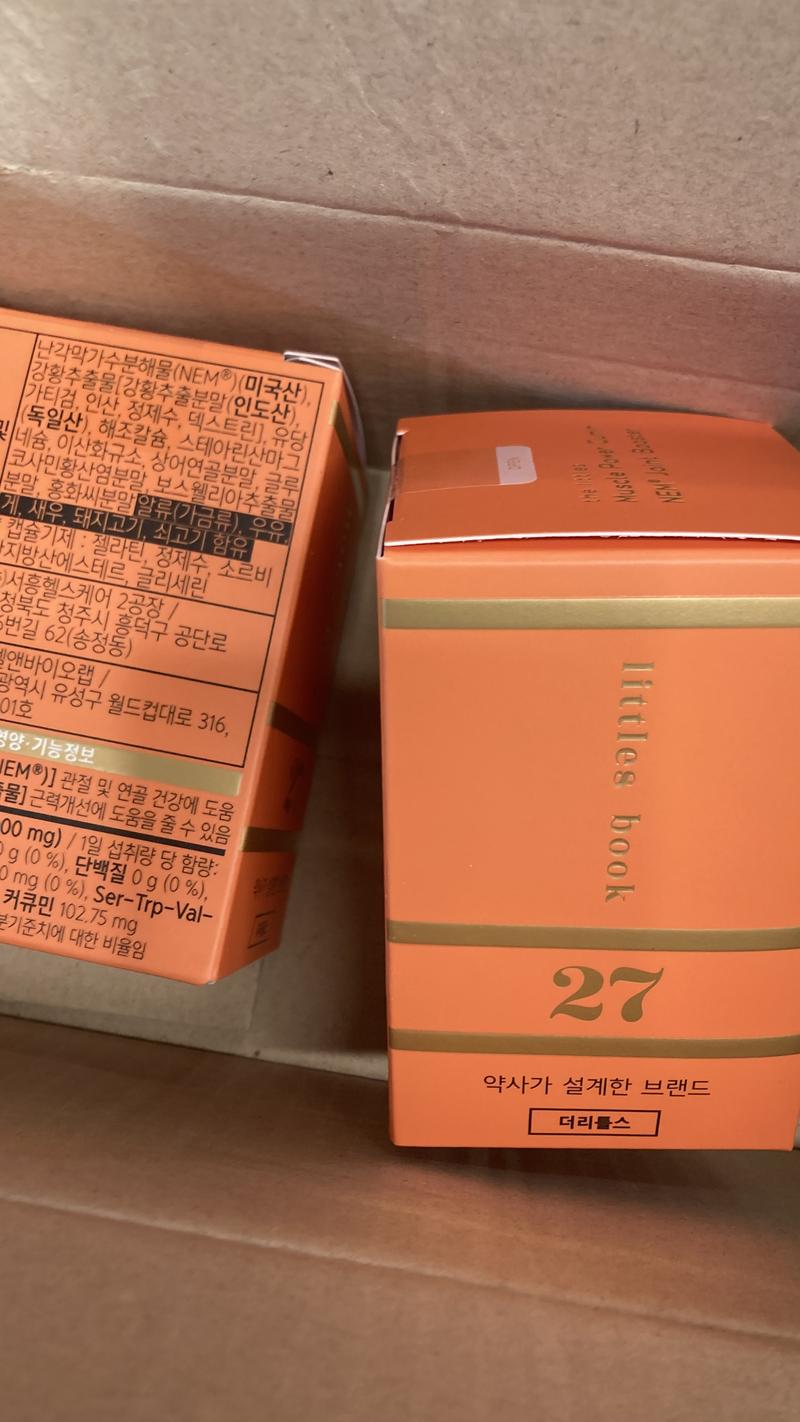 난각막가수분해물(NEM®)(미국산),
강황추출물[강황추출분말(인도산),
가티검, 인산, 정제수, 덱스트린], 유당
(독일산), 해조칼슘, 스테아린산마그
네슘, 이산화규소, 상어연골분말, 글루
코사민황산염분말, 보스웰리아추출물
분말, 홍화씨분말 알류(가금류), 우유,
게, 새우, 돼지고기, 쇠고기 함유
캡슐기제 : 젤라틴, 정제수, 소르비
지방산에스테르, 글리세린
서흥헬스케어 2공장 /
청북도 청주시 흥덕구 공단로
번길 62(송정동)
앤바이오랩 /
광역시 유성구 월드컵대로 316,
01호
영양·기능정보
NEM®)] 관절 및 연골 건강에 도움
물] 근력개선에 도움을 줄 수 있음
00 mg) / 1일 섭취량 당 함량:
0 g (0 %), 단백질 0 g (0 %),
0 mg (0 %), Ser-Trp-Val-
커큐민 102.75 mg
분기준치에 대한 비율임
the littles
Muscle Power
NEM® Joint Booster
OPEN
littles book
27
약사가 설계한 브랜드
더리틀스